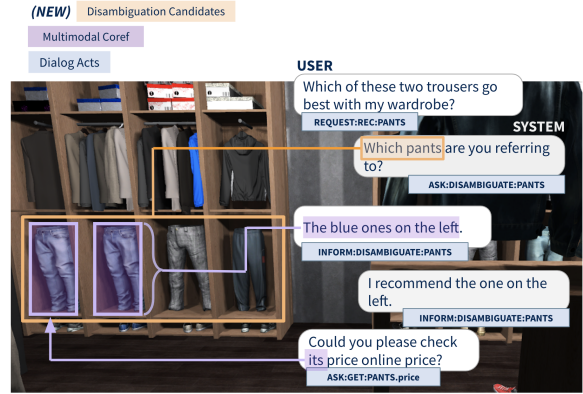 (NEW) Disambiguation Candidates
Multimodal Coref
Dialog Acts
USER
Which of these two trousers go
best with my wardrobe?
REQUEST:REC:PANTS
SYSTEM
Which pants are you referring
to?
ASK:DISAMBIGUATE:PANTS
The blue ones on the left.
INFORM:DISAMBIGUATE:PANTS
I recommend the one on the
left.
INFORM:DISAMBIGUATE:PANTS
Could you please check
its price online price?
ASK:GET:PANTS.price